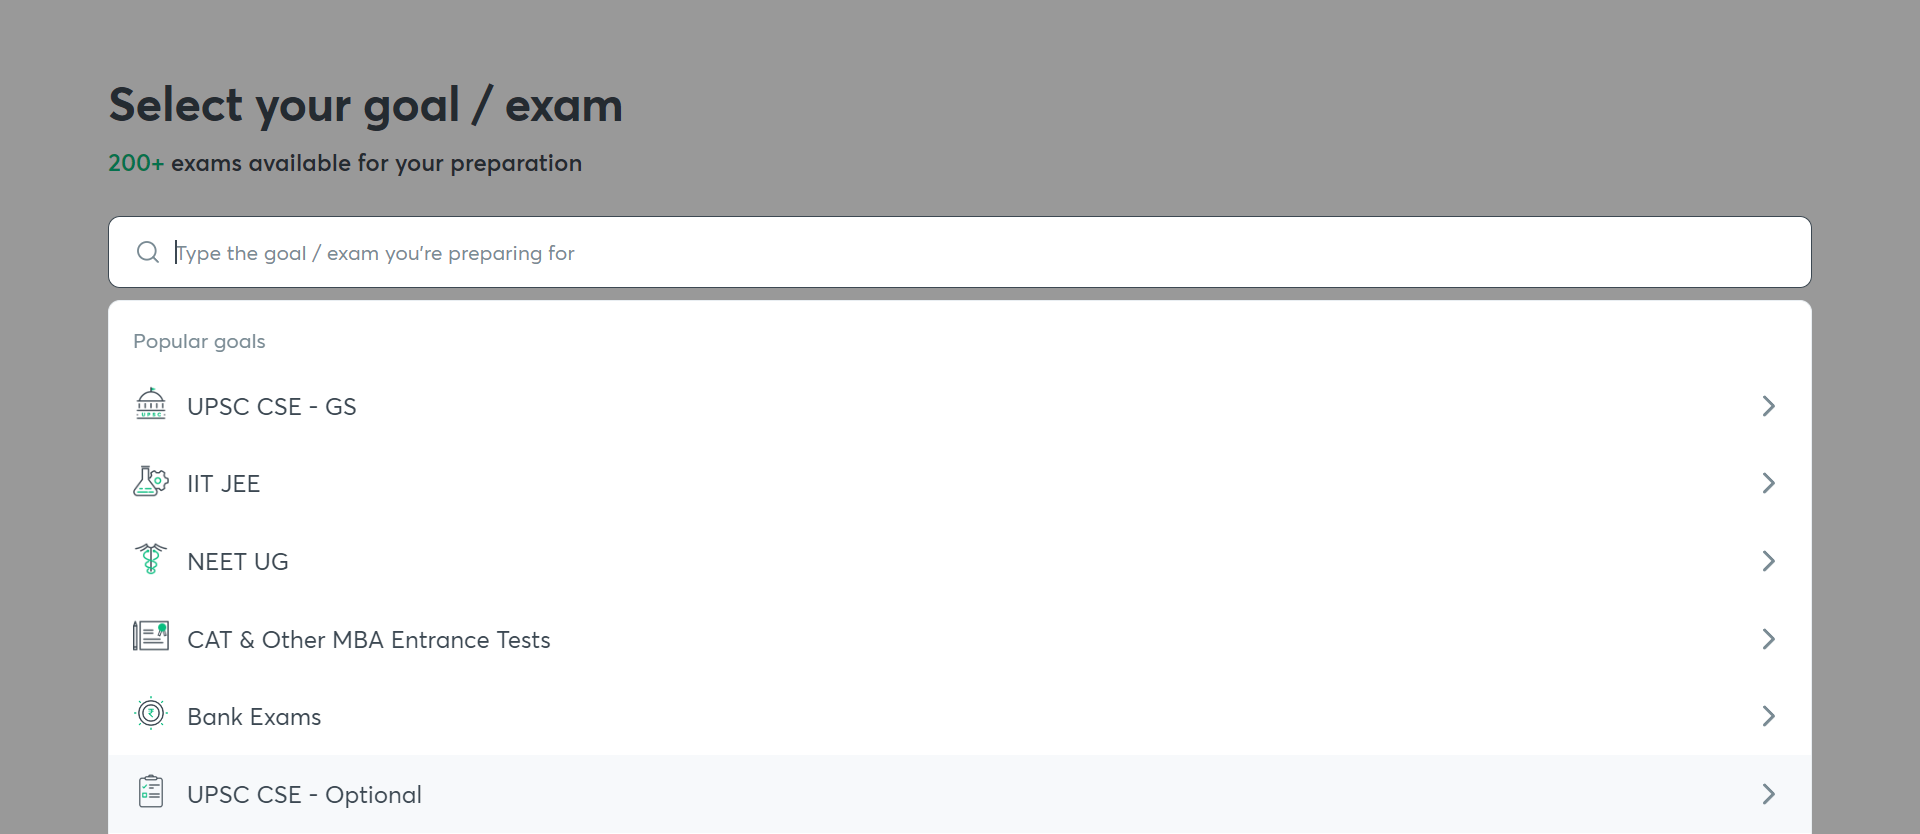 Select your goal / exam
200+ exams available for your preparation
Type the goal / exam you're preparing for
Popular goals
UPSC
UPSC CSE - GS
IIT JEE
NEET UG
CAT & Other MBA Entrance Tests
₹
Bank Exams
UPSC CSE - Optional